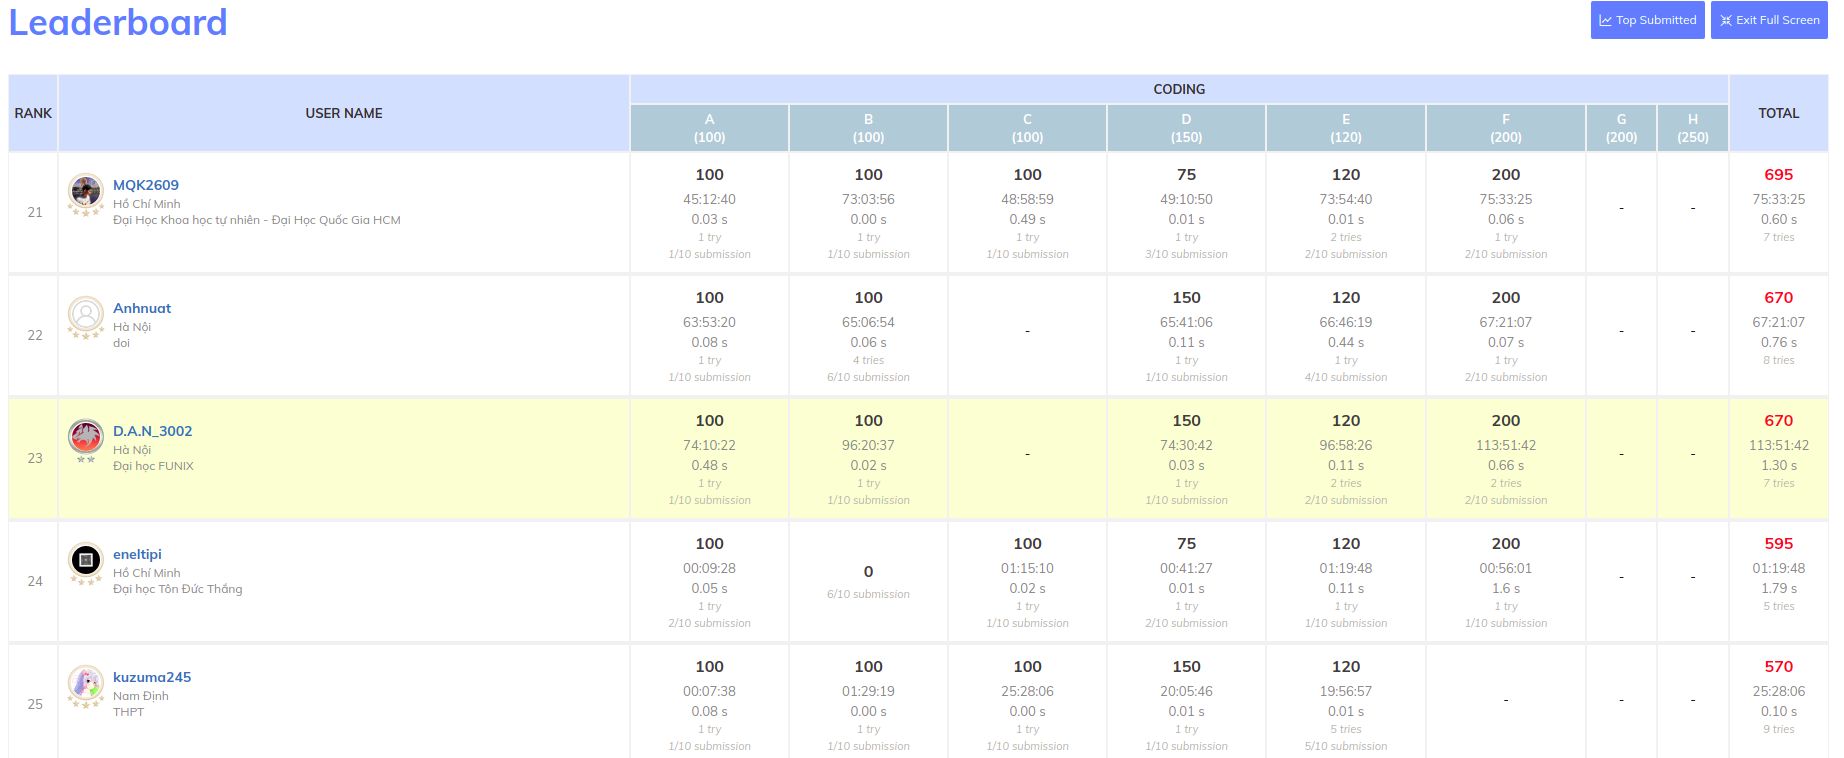 Leaderboard
Top Submitted
Exit Full Screen
RANK
USER NAME
CODING
TOTAL
A
(100)
B
(100)
C
(100)
D
(150)
E
(120)
F
(200)
G
(200)
H
(250)
21
MQK2609
Hồ Chí Minh
Đại Học Khoa học tự nhiên - Đại Học Quốc Gia HCM
100
45:12:40
0.03 s
1 try
1/10 submission
100
73:03:56
0.00 s
1 try
1/10 submission
100
48:58:59
0.49 s
1 try
1/10 submission
75
49:10:50
0.01 s
1 try
3/10 submission
120
73:54:40
0.01 s
2 tries
2/10 submission
200
75:33:25
0.06 s
1 try
2/10 submission
-
-
695
75:33:25
0.60 s
7 tries
22
Anhnuat
Hà Nội
doi
100
63:53:20
0.08 s
1 try
1/10 submission
100
65:06:54
0.06 s
4 tries
6/10 submission
-
150
65:41:06
0.11 s
1 try
1/10 submission
120
66:46:19
0.44 s
1 try
4/10 submission
200
67:21:07
0.07 s
1 try
2/10 submission
-
-
670
67:21:07
0.76 s
8 tries
23
D.A.N_3002
Hà Nội
Đại học FUNIX
100
74:10:22
0.48 s
1 try
1/10 submission
100
96:20:37
0.02 s
1 try
1/10 submission
-
150
74:30:42
0.03 s
1 try
1/10 submission
120
96:58:26
0.11 s
2 tries
2/10 submission
200
113:51:42
0.66 s
2 tries
2/10 submission
-
-
670
113:51:42
1.30 s
7 tries
24
eneltipi
Hồ Chí Minh
Đại học Tôn Đức Thắng
100
00:09:28
0.05 s
1 try
2/10 submission
0
6/10 submission
100
01:15:10
0.02 s
1 try
1/10 submission
75
00:41:27
0.01 s
1 try
2/10 submission
120
01:19:48
0.11 s
1 try
1/10 submission
200
00:56:01
1.6 s
1 try
1/10 submission
-
-
595
01:19:48
1.79 s
5 tries
25
kuzuma245
Nam Định
THPT
100
00:07:38
0.08 s
1 try
1/10 submission
100
01:29:19
0.00 s
1 try
1/10 submission
100
25:28:06
0.00 s
1 try
1/10 submission
150
20:05:46
0.01 s
1 try
1/10 submission
120
19:56:57
0.01 s
5 tries
5/10 submission
-
-
-
570
25:28:06
0.10 s
9 tries